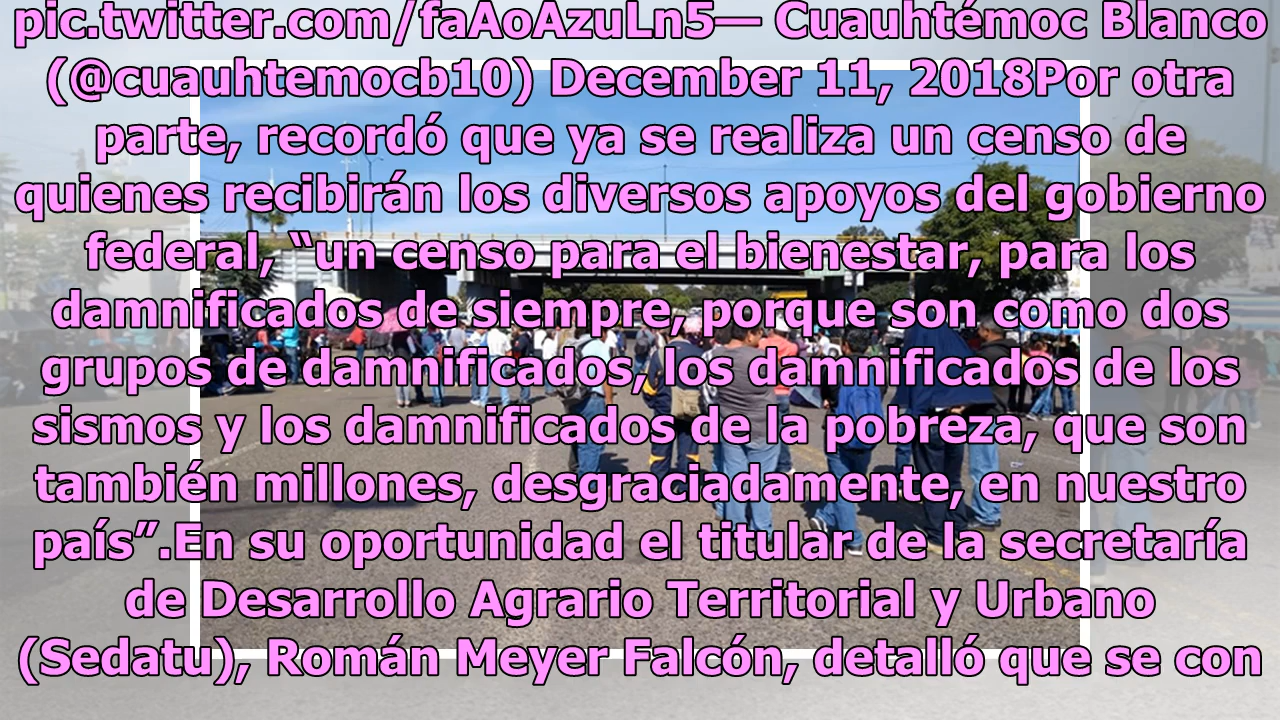 pic.twitter.com/faAoAzuLn5— Cuauhtémoc Blanco
(@cuauhtemocb10) December 11, 2018Por otra
parte, recordó que ya se realiza un censo de
quienes recibirán los diversos apoyos del gobierno
federal, “un censo para el bienestar, para los
damnificados de siempre, porque son como dos
grupos de damnificados, los damnificados de los
sismos y los damnificados de la pobreza, que son
también millones, desgraciadamente, en nuestro
país”.En su oportunidad el titular de la secretaría
de Desarrollo Agrario Territorial y Urbano
(Sedatu), Román Meyer Falcón, detalló que se con